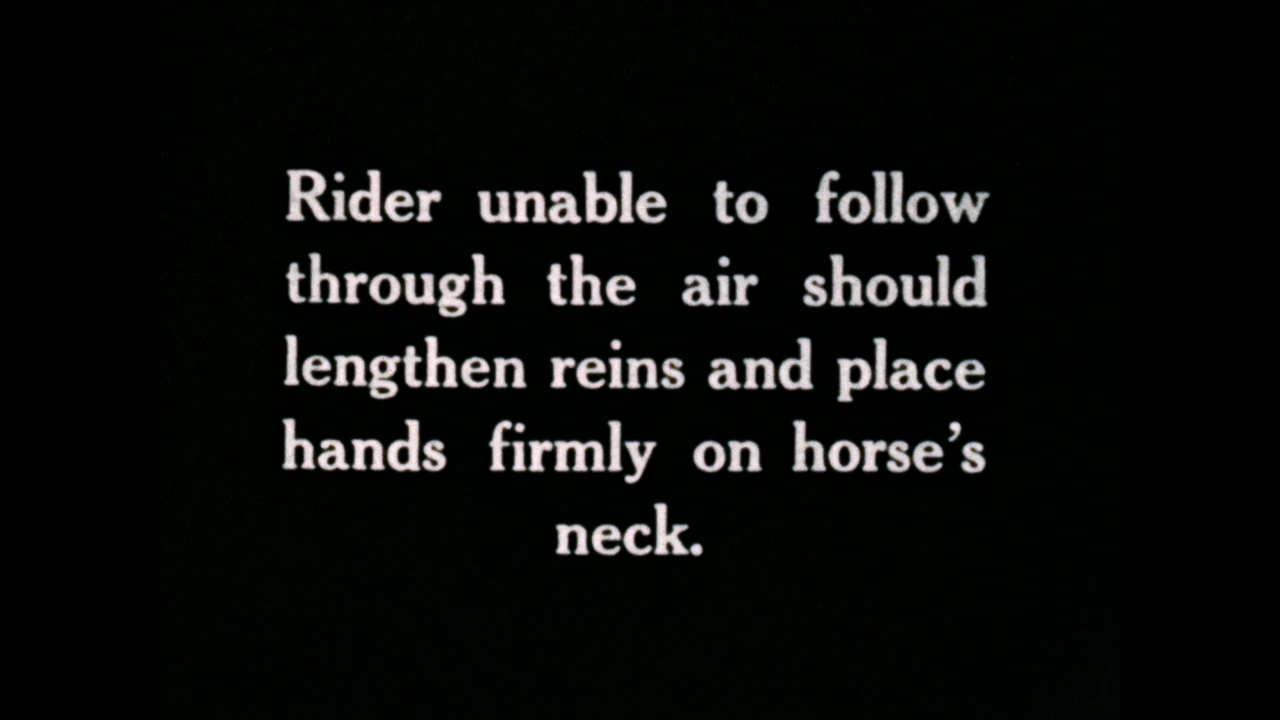 Rider unable to follow
through the air should
lengthen reins and place
hands firmly on horse’s
neck.